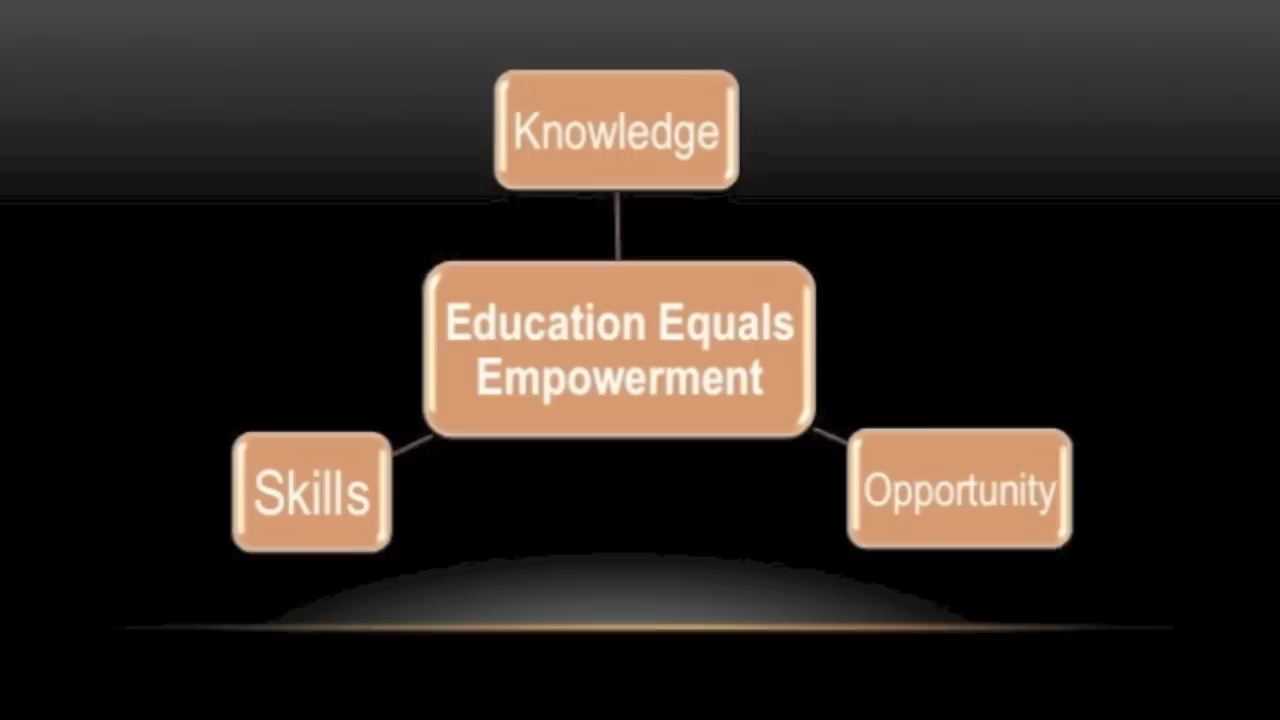 Knowledge
Education Equals
Empowerment
Skills
Opportunity